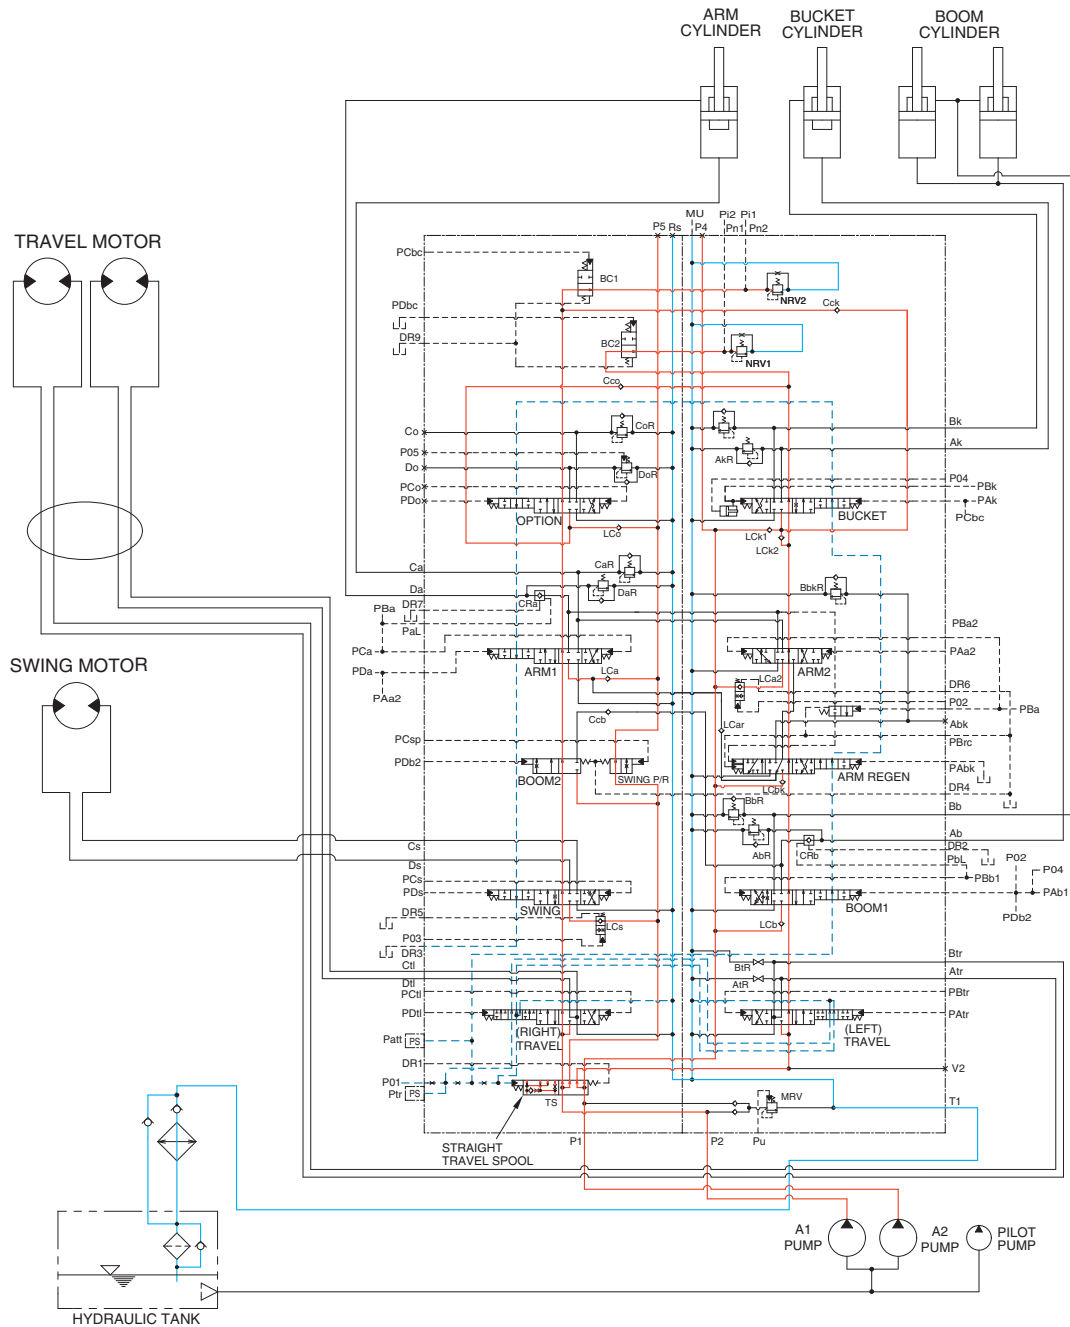 ARM
CYLINDER
BUCKET
CYLINDER
BOOM
CYLINDER
TRAVEL MOTOR
SWING MOTOR
P5 Rs
MU
P4
Pi2
Pn1
Pi1
Pn2
PCbc
BC1
NRV2
Cck
PDbc
DR9
BC2
NRV1
Cco
Co
CoR
Bk
Ak
P05
Do
DoR
AkR
PCo
PDo
P04
PBk
PAk
PCbc
OPTION
BUCKET
LCo
LCk1
LCk2
Ca
CaR
Da
DaR
BbkR
PBa
DR7
CRa
PaL
PBa2
PCa
PAa2
PDa
ARM1
ARM2
PAa2
LCa
LCa2
DR6
P02
PBa
Ccb
LCar
Abk
PCsp
PBrc
PDb2
BOOM2
SWING P/R
ARM REGEN
PAbk
LCbk
DR4
BbR
Bb
AbR
CRb
Ab
DR2
PbL
P02
P04
Cs
Ds
PCs
PBb1
PDs
PAb1
SWING
BOOM1
PDb2
DR5
LCs
LCb
P03
DR3
Btr
Ctl
BtR
Atr
Dtl
AtR
PCtl
PBtr
PDtl
PAtr
(RIGHT)
TRAVEL
(LEFT)
TRAVEL
Patt PS
DR1
V2
P01
Ptr PS
TS
MRV
T1
STRAIGHT
TRAVEL SPOOL
P1
P2
Pu
A1
PUMP
A2
PUMP
PILOT
PUMP
HYDRAULIC TANK